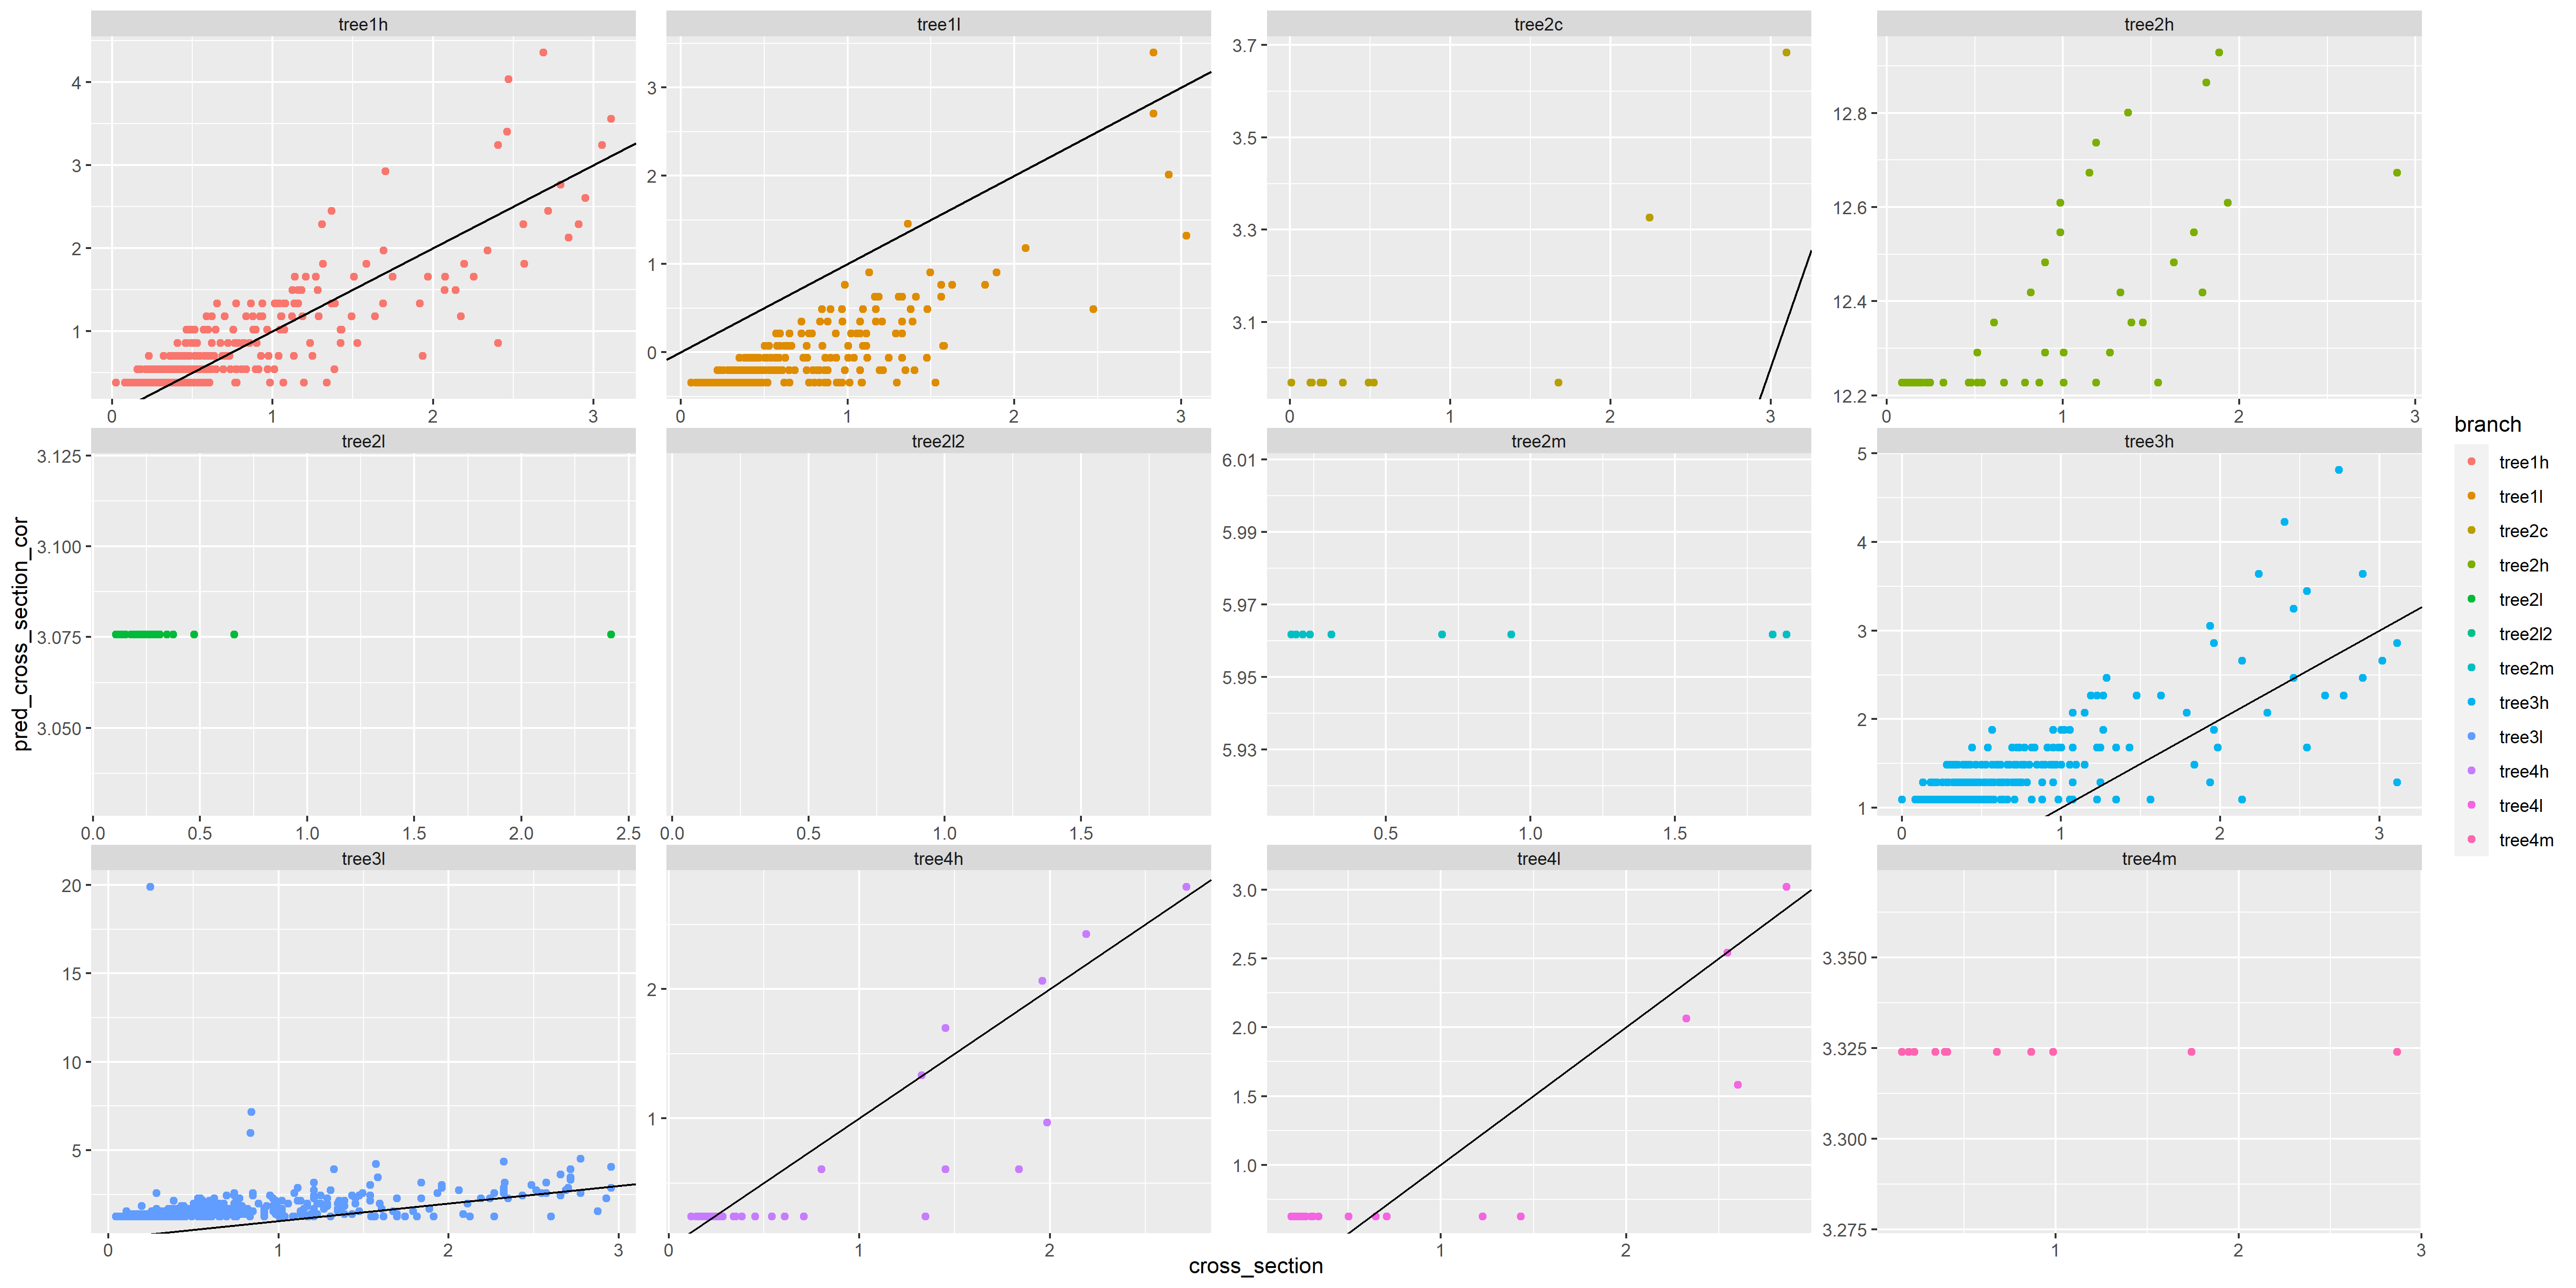 tree1h tree1l tree2c tree2h
4
3
2
1
0 1 2 3
3
2
1
0
0 1 2 3
3.7
3.5
3.3
3.1
0 1 2 3
12.8
12.6
12.4
12.2
0 1 2 3
tree2l tree2l2 tree2m tree3h
3.125
3.100
3.075
3.050
0.0 0.5 1.0 1.5 2.0 2.5
0.0 0.5 1.0 1.5
6.01
5.99
5.97
5.95
5.93
0.5 1.0 1.5
5
4
3
2
1
0 1 2 3
tree3l tree4h tree4l tree4m
20
15
10
5
0 1 2 3
2
1
0 1 2
3.0
2.5
2.0
1.5
1.0
1 2
3.350
3.325
3.300
3.275
1 2 3
pred_cross_section_cor
cross_section
branch
tree1h
tree1l
tree2c
tree2h
tree2l
tree2l2
tree2m
tree3h
tree3l
tree4h
tree4l
tree4m